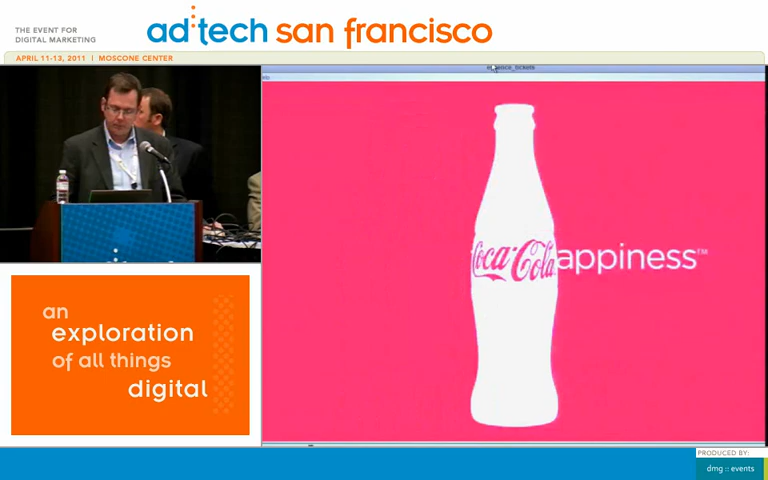 THE EVENT FOR
DIGITAL MARKETING
ad:tech san francisco
APRIL 11-13, 2011 | MOSCONE CENTER
Coca-Cola
appiness™
an
exploration
of all things
digital
PRODUCED BY:
dmg :: events